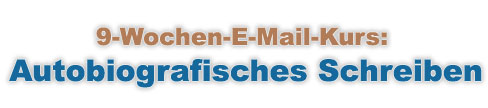 9-Wochen-E-Mail-Kurs:
Autobiografisches Schreiben